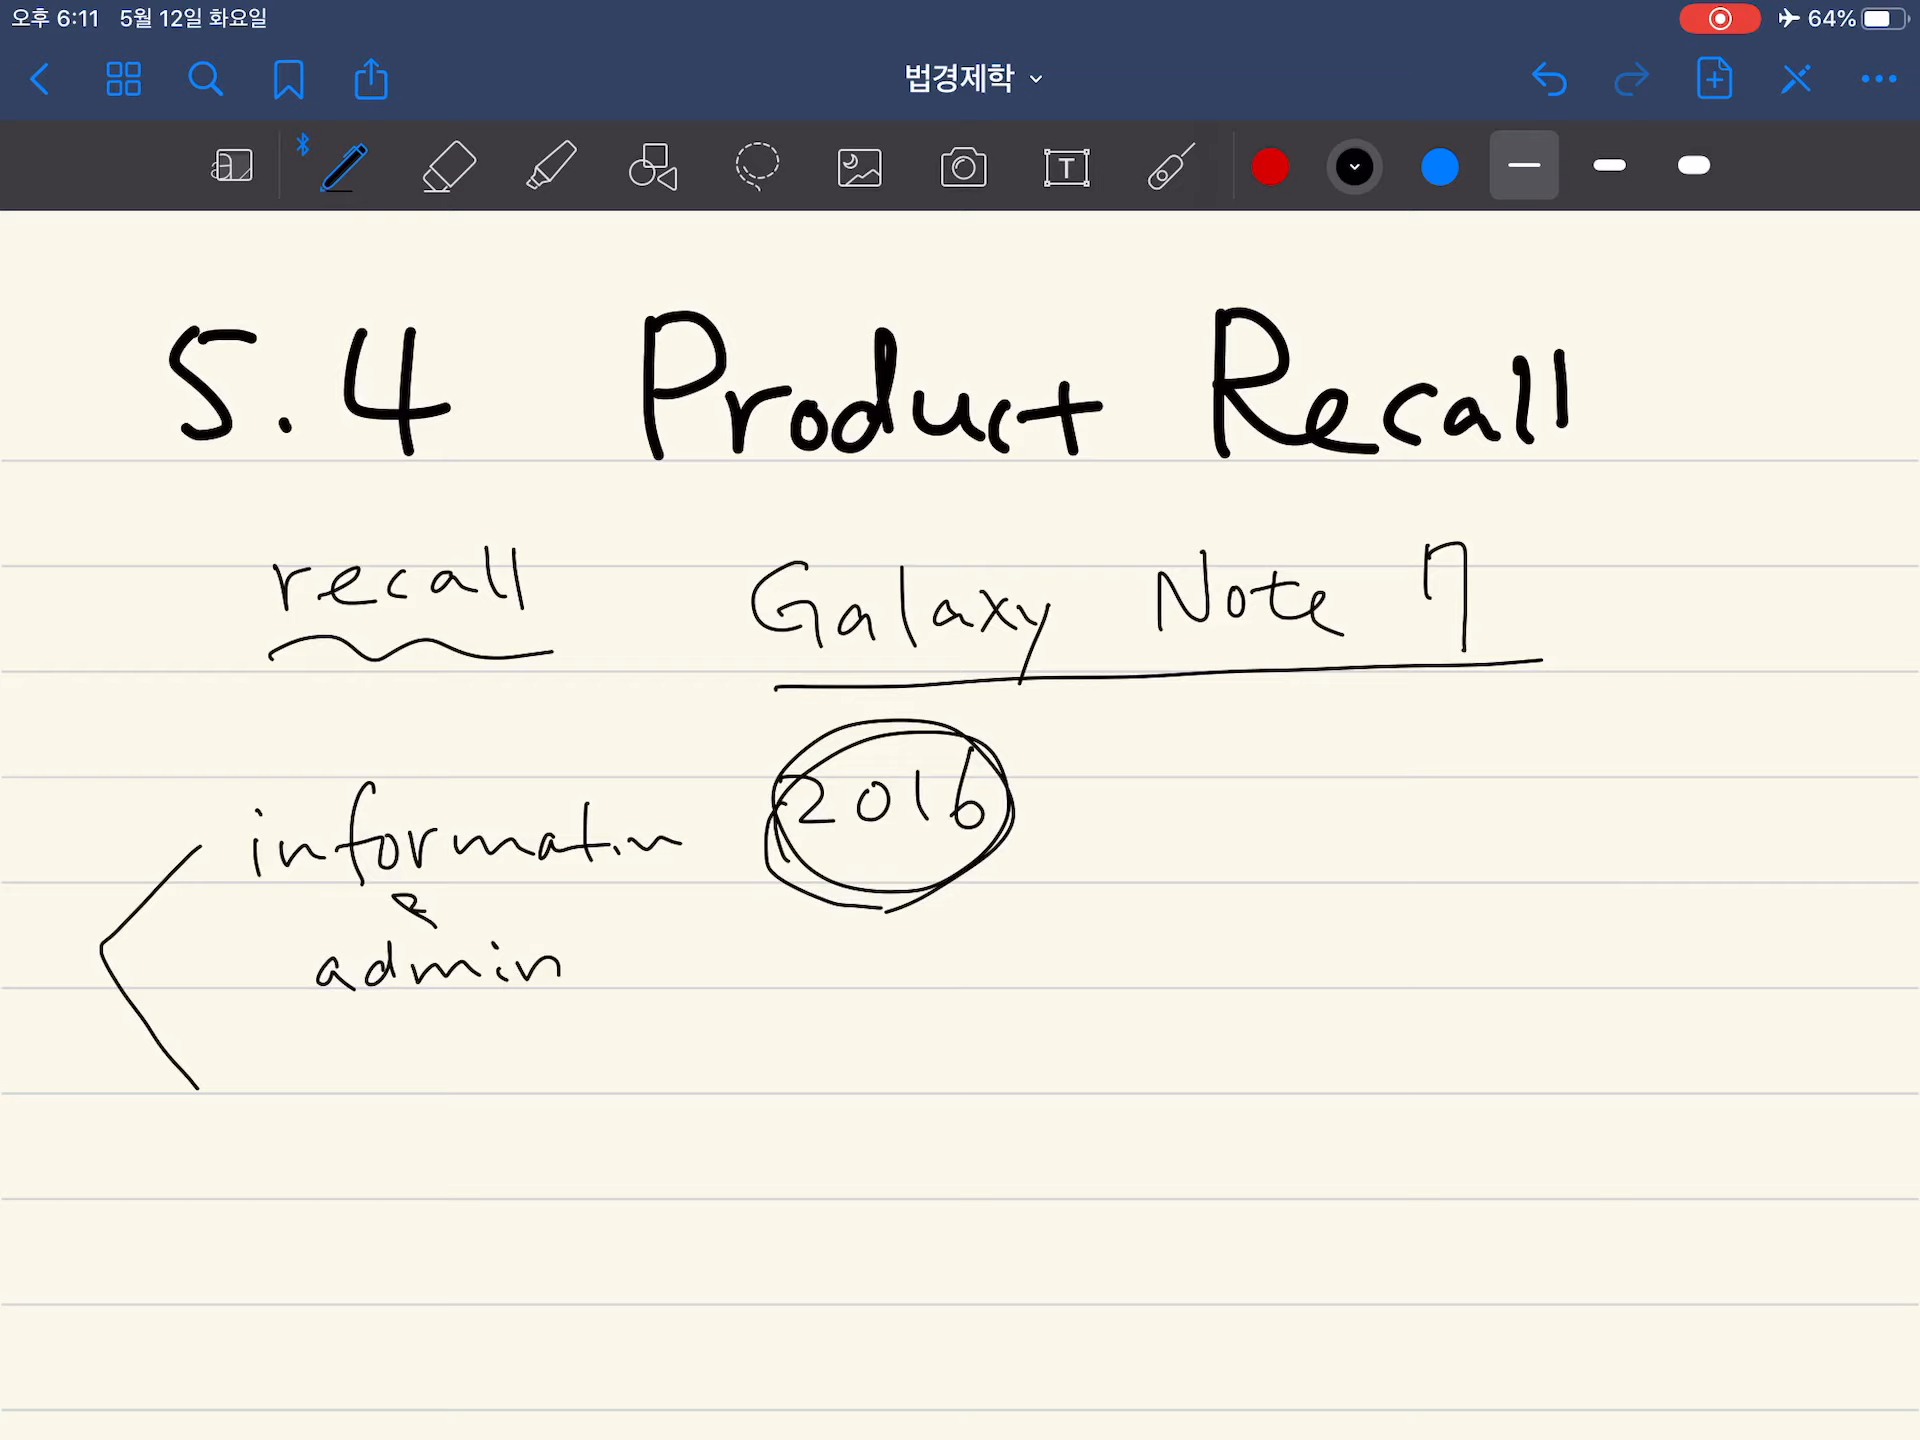 오후 6:11 5월 12일 화요일
64%
법경제학
T
5.4 Product Recall
recall Galaxy Note 7
2016
informatin
&
admin